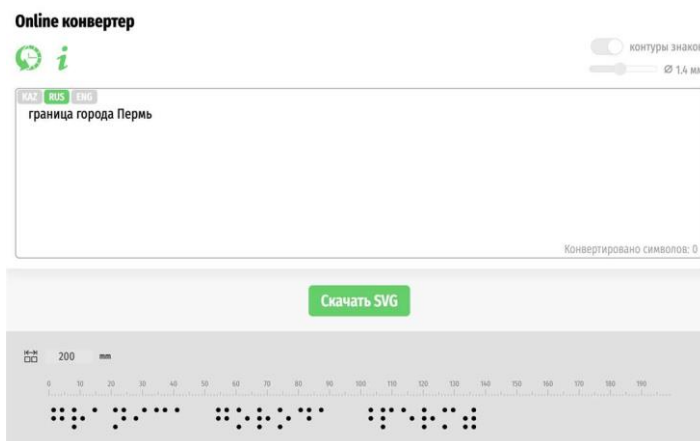 Online конвертер
контуры знаков
Ø 1,4 мм
KAZ RUS ENG
граница города Пермь
Конвертировано символов: 0
Скачать SVG
200 mm
0 10 20 30 40 50 60 70 80 90 100 110 120 130 140 150 160 170 180 190